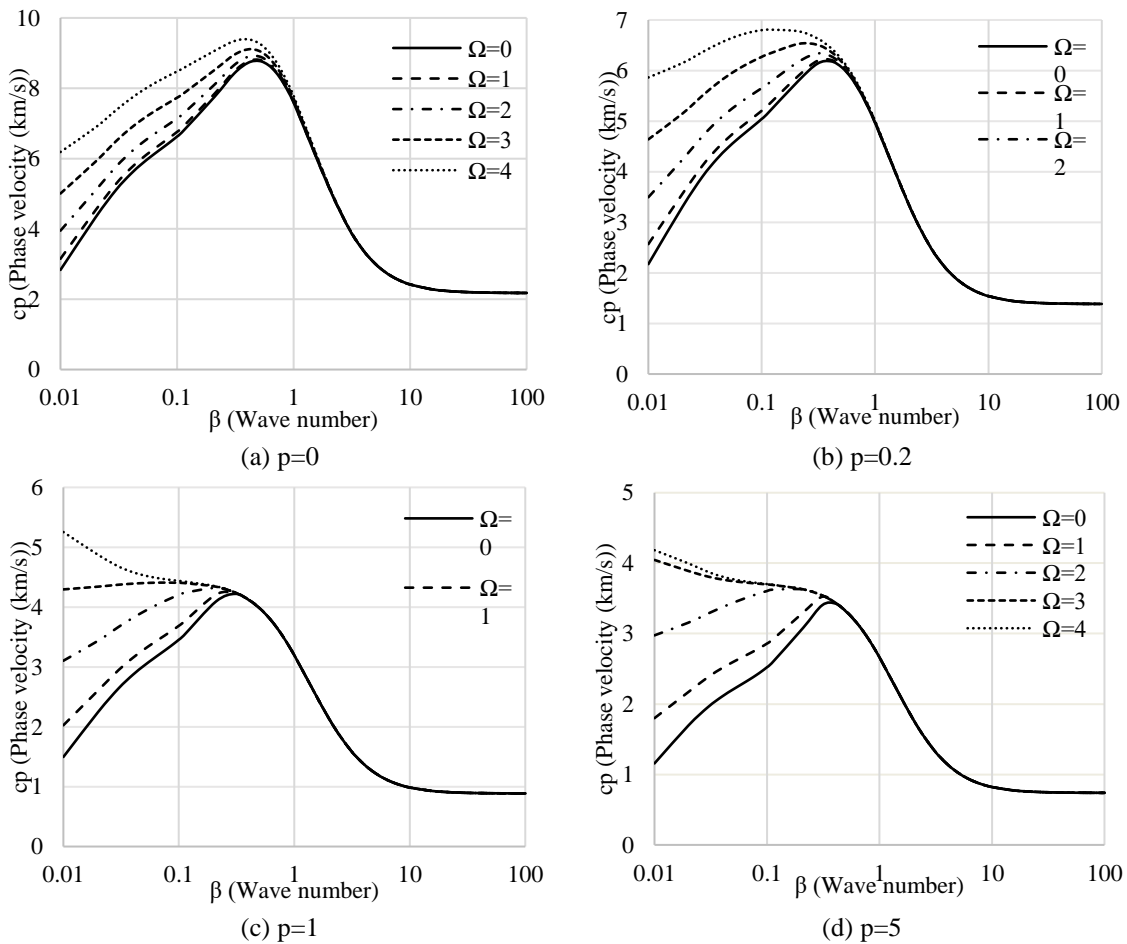 10
8
6
4
2
0
0.01 0.1 1 10 100
cp (Phase velocity (km/s))
β (Wave number)
Ω=0
Ω=1
Ω=2
Ω=3
Ω=4
(a) p=0
7
6
5
4
3
2
1
0
0.01 0.1 1 10 100
cp (Phase velocity (km/s))
β (Wave number)
Ω=
0
Ω=
1
Ω=
2
(b) p=0.2
6
5
4
3
2
1
0
0.01 0.1 1 10 100
cp (Phase velocity (km/s))
β (Wave number)
Ω=
0
Ω=
1
(c) p=1
5
4
3
2
1
0
0.01 0.1 1 10 100
cp (Phase velocity (km/s))
β (Wave number)
Ω=0
Ω=1
Ω=2
Ω=3
Ω=4
(d) p=5